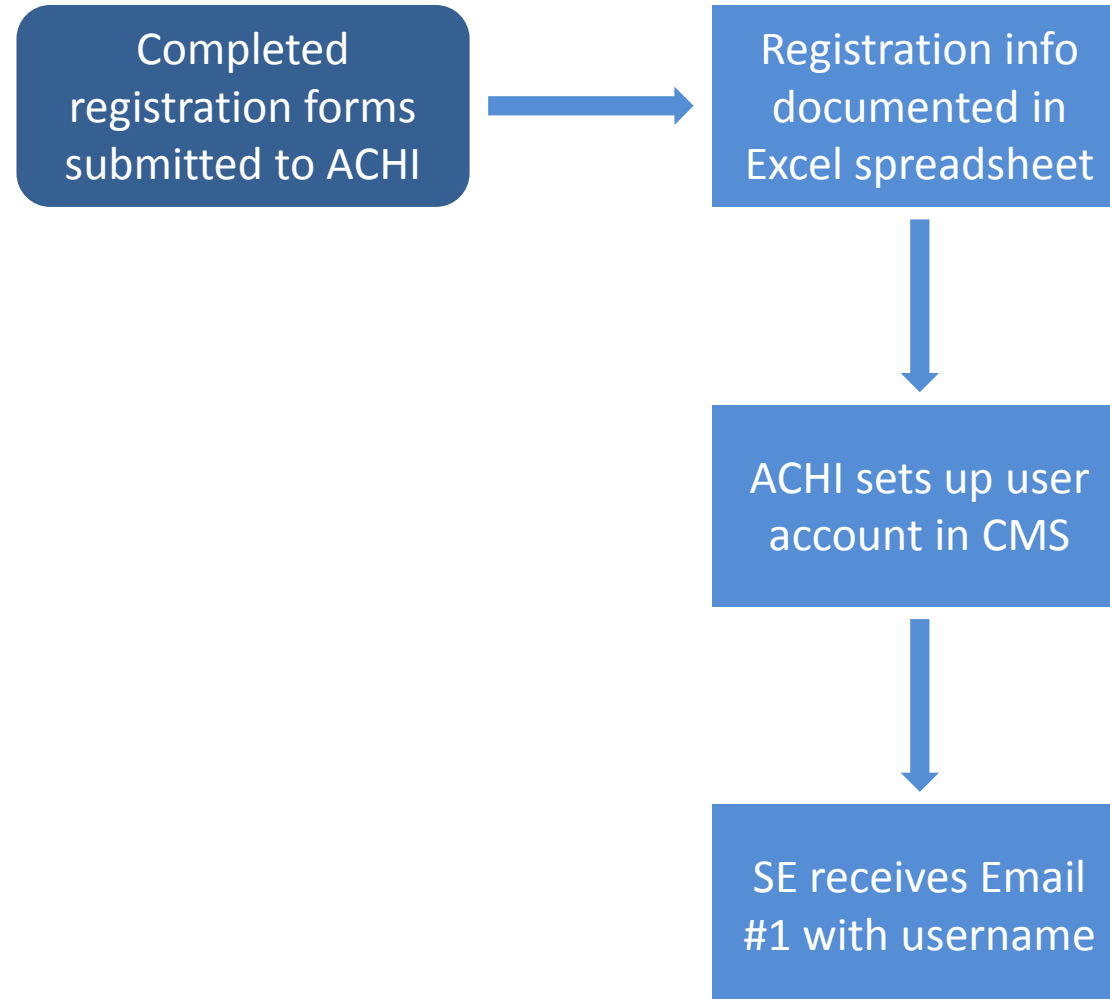 Completed
registration forms
submitted to ACHI
Registration info
documented in
Excel spreadsheet
ACHI sets up user
account in CMS
SE receives Email
#1 with username